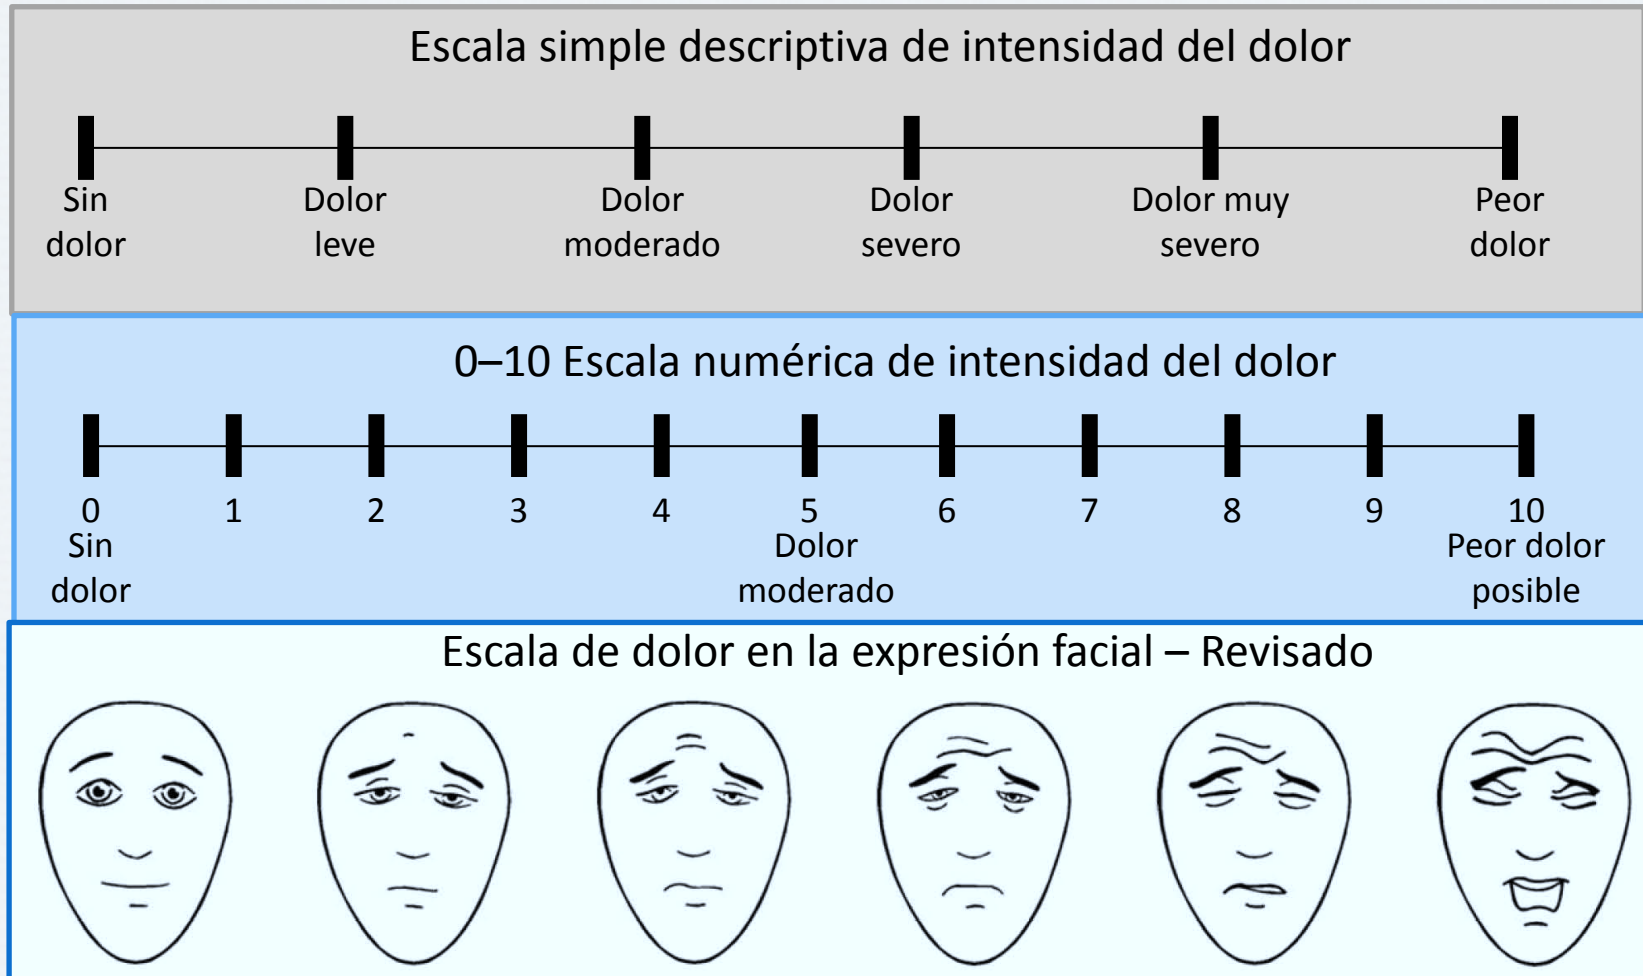 Escala simple descriptiva de intensidad del dolor
Sin dolor
Dolor leve
Dolor moderado
Dolor severo
Dolor muy severo
Peor dolor
0–10 Escala numérica de intensidad del dolor
0 1 2 3 4 5 6 7 8 9 10
Sin dolor
Dolor moderado
Peor dolor posible
Escala de dolor en la expresión facial – Revisado